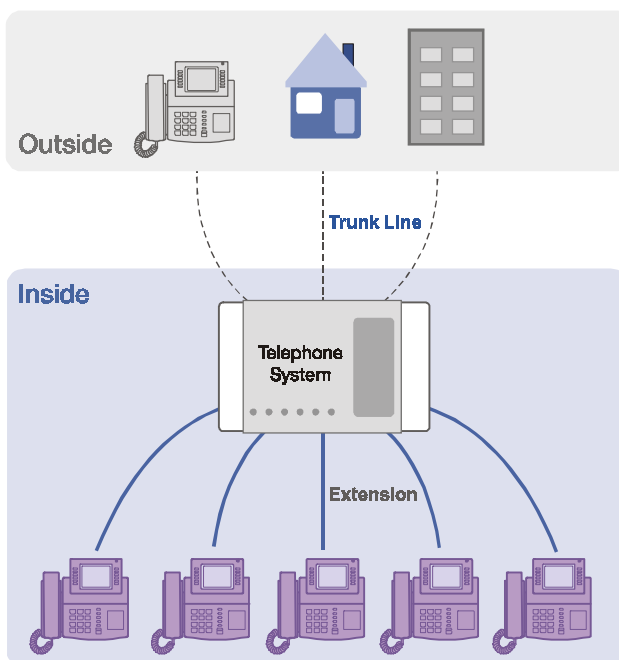 Outside
Trunk Line
Inside
Telephone
System
Extension